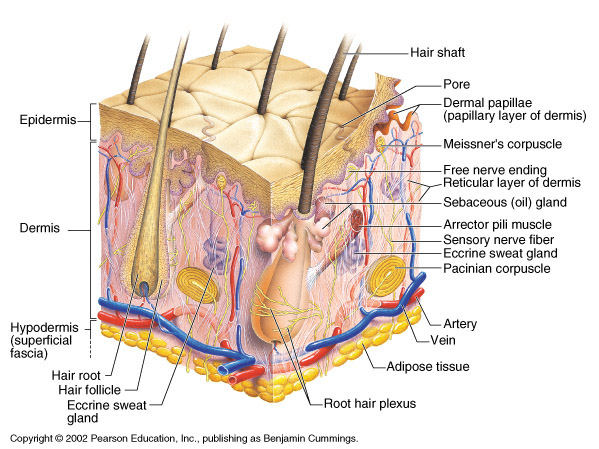 Hair shaft
Pore
Dermal papillae
(papillary layer of dermis)
Meissner's corpuscle
Free nerve ending
Reticular layer of dermis
Sebaceous (oil) gland
Arrector pili muscle
Sensory nerve fiber
Eccrine sweat gland
Pacinian corpuscle
Artery
Vein
Adipose tissue
Root hair plexus
Epidermis
Dermis
Hypodermis
(superficial
fascia)
Hair root
Hair follicle
Eccrine sweat
gland
Copyright © 2002 Pearson Education, Inc., publishing as Benjamin Cummings.